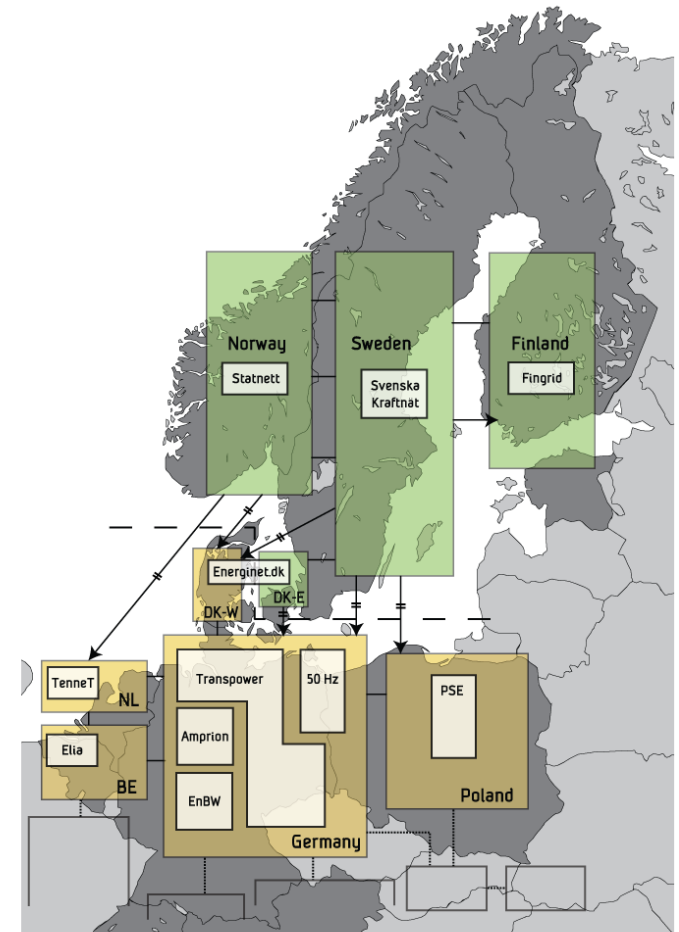 Norway
Sweden
Finland
Statnett
Svenska
Kraftnät
Fingrid
Energinet.dk
DK-E
DK-W
TenneT
NL
Transpower
50 Hz
PSE
Elia
Amprion
BE
EnBW
Poland
Germany